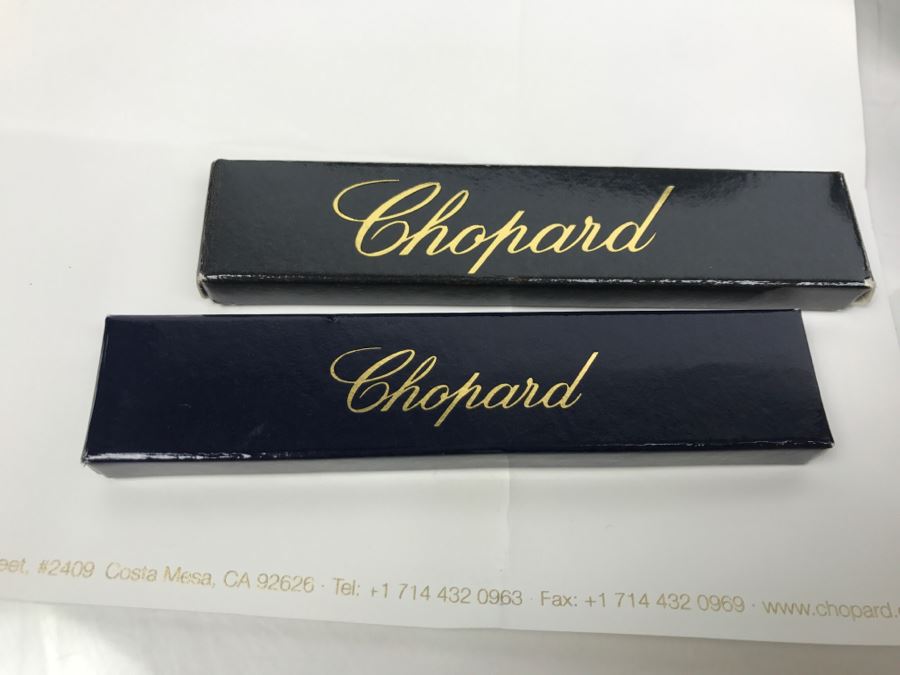 Chopard
Chopard
#2409 Costa Mesa, CA 92626 · Tel: +1 714 432 0963 · Fax: +1 714 432 0969 · www.chopard.